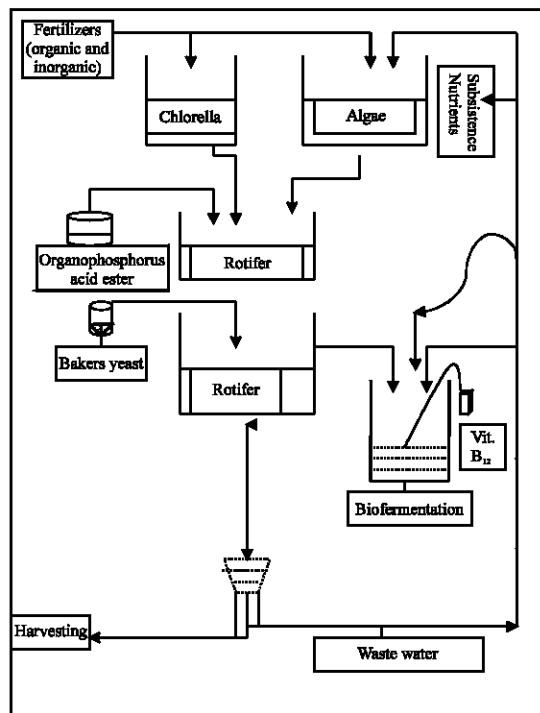 Fertilizers
(organic and
inorganic)
Chlorella
Algae
Subsistence
Nutrients
Organophosphorus
acid ester
Rotifer
Bakers yeast
Rotifer
Vit.
B₁₂
Biofermentation
Harvesting
Waste water